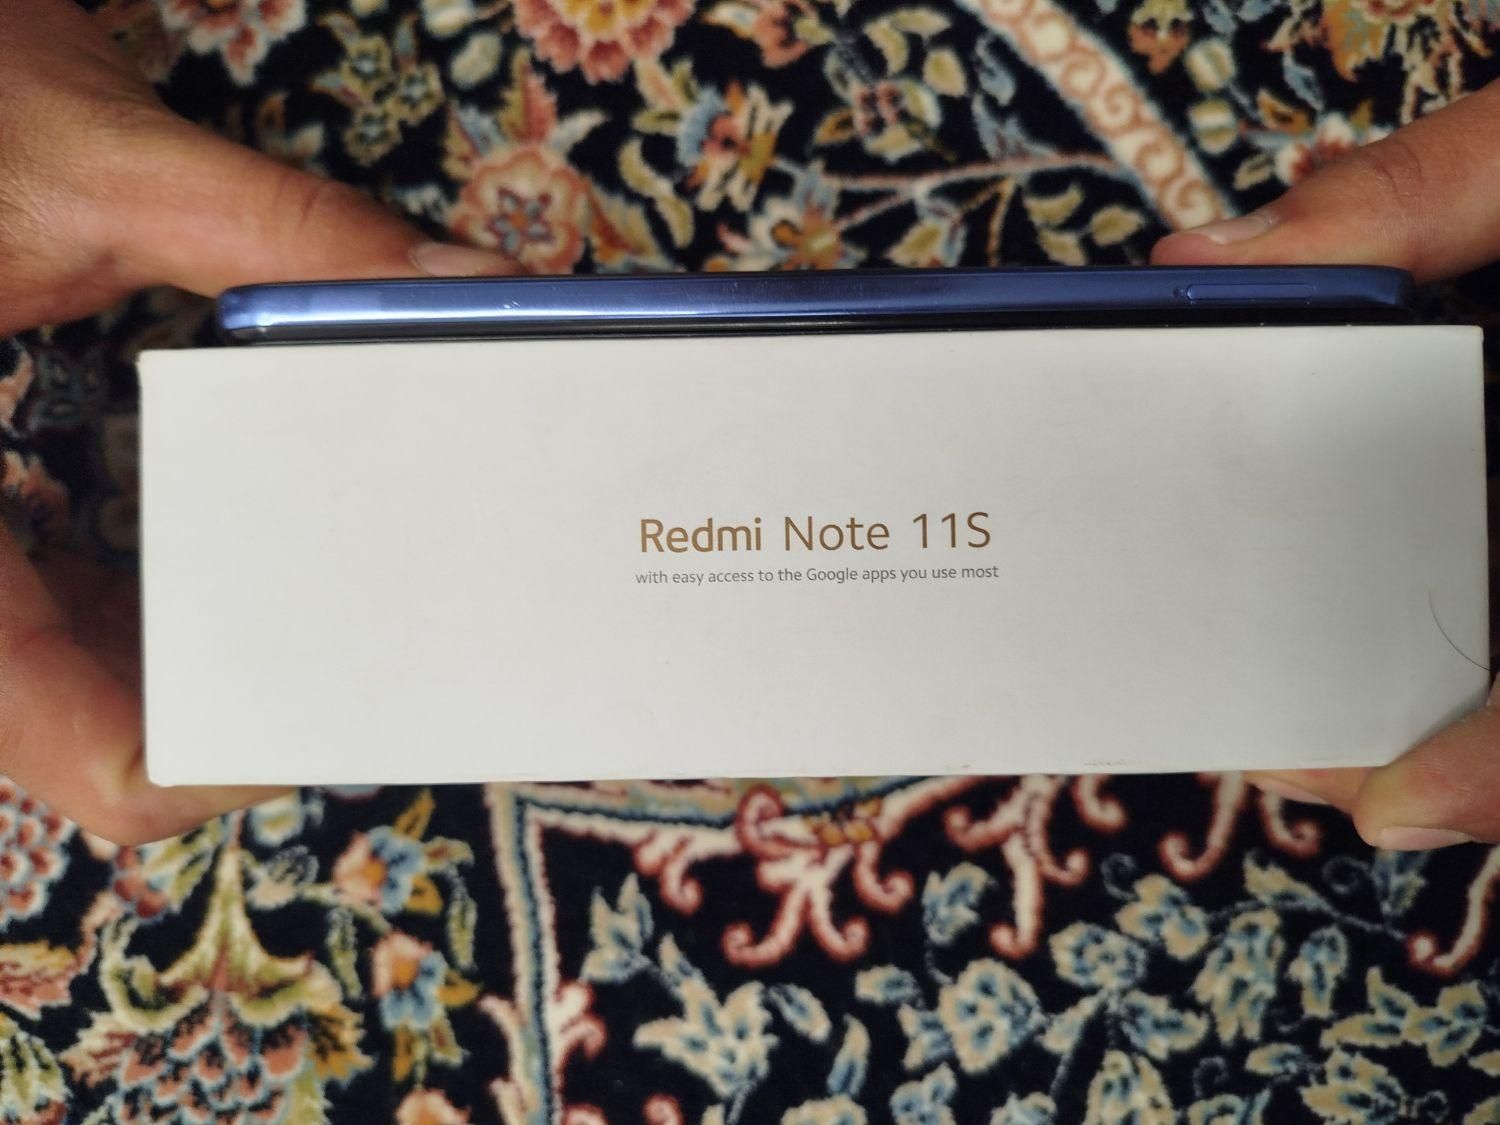 Redmi Note 11S
with easy access to the Google apps you use most